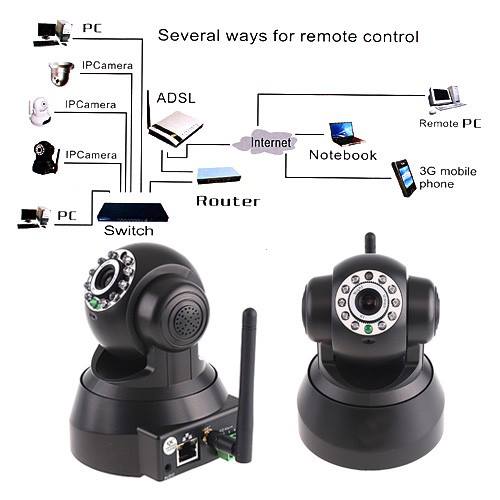 PC
Several ways for remote control
IPCamera
ADSL
IPCamera
Remote PC
Internet
Notebook
IPCamera
3G mobile
phone
Router
PC
Switch